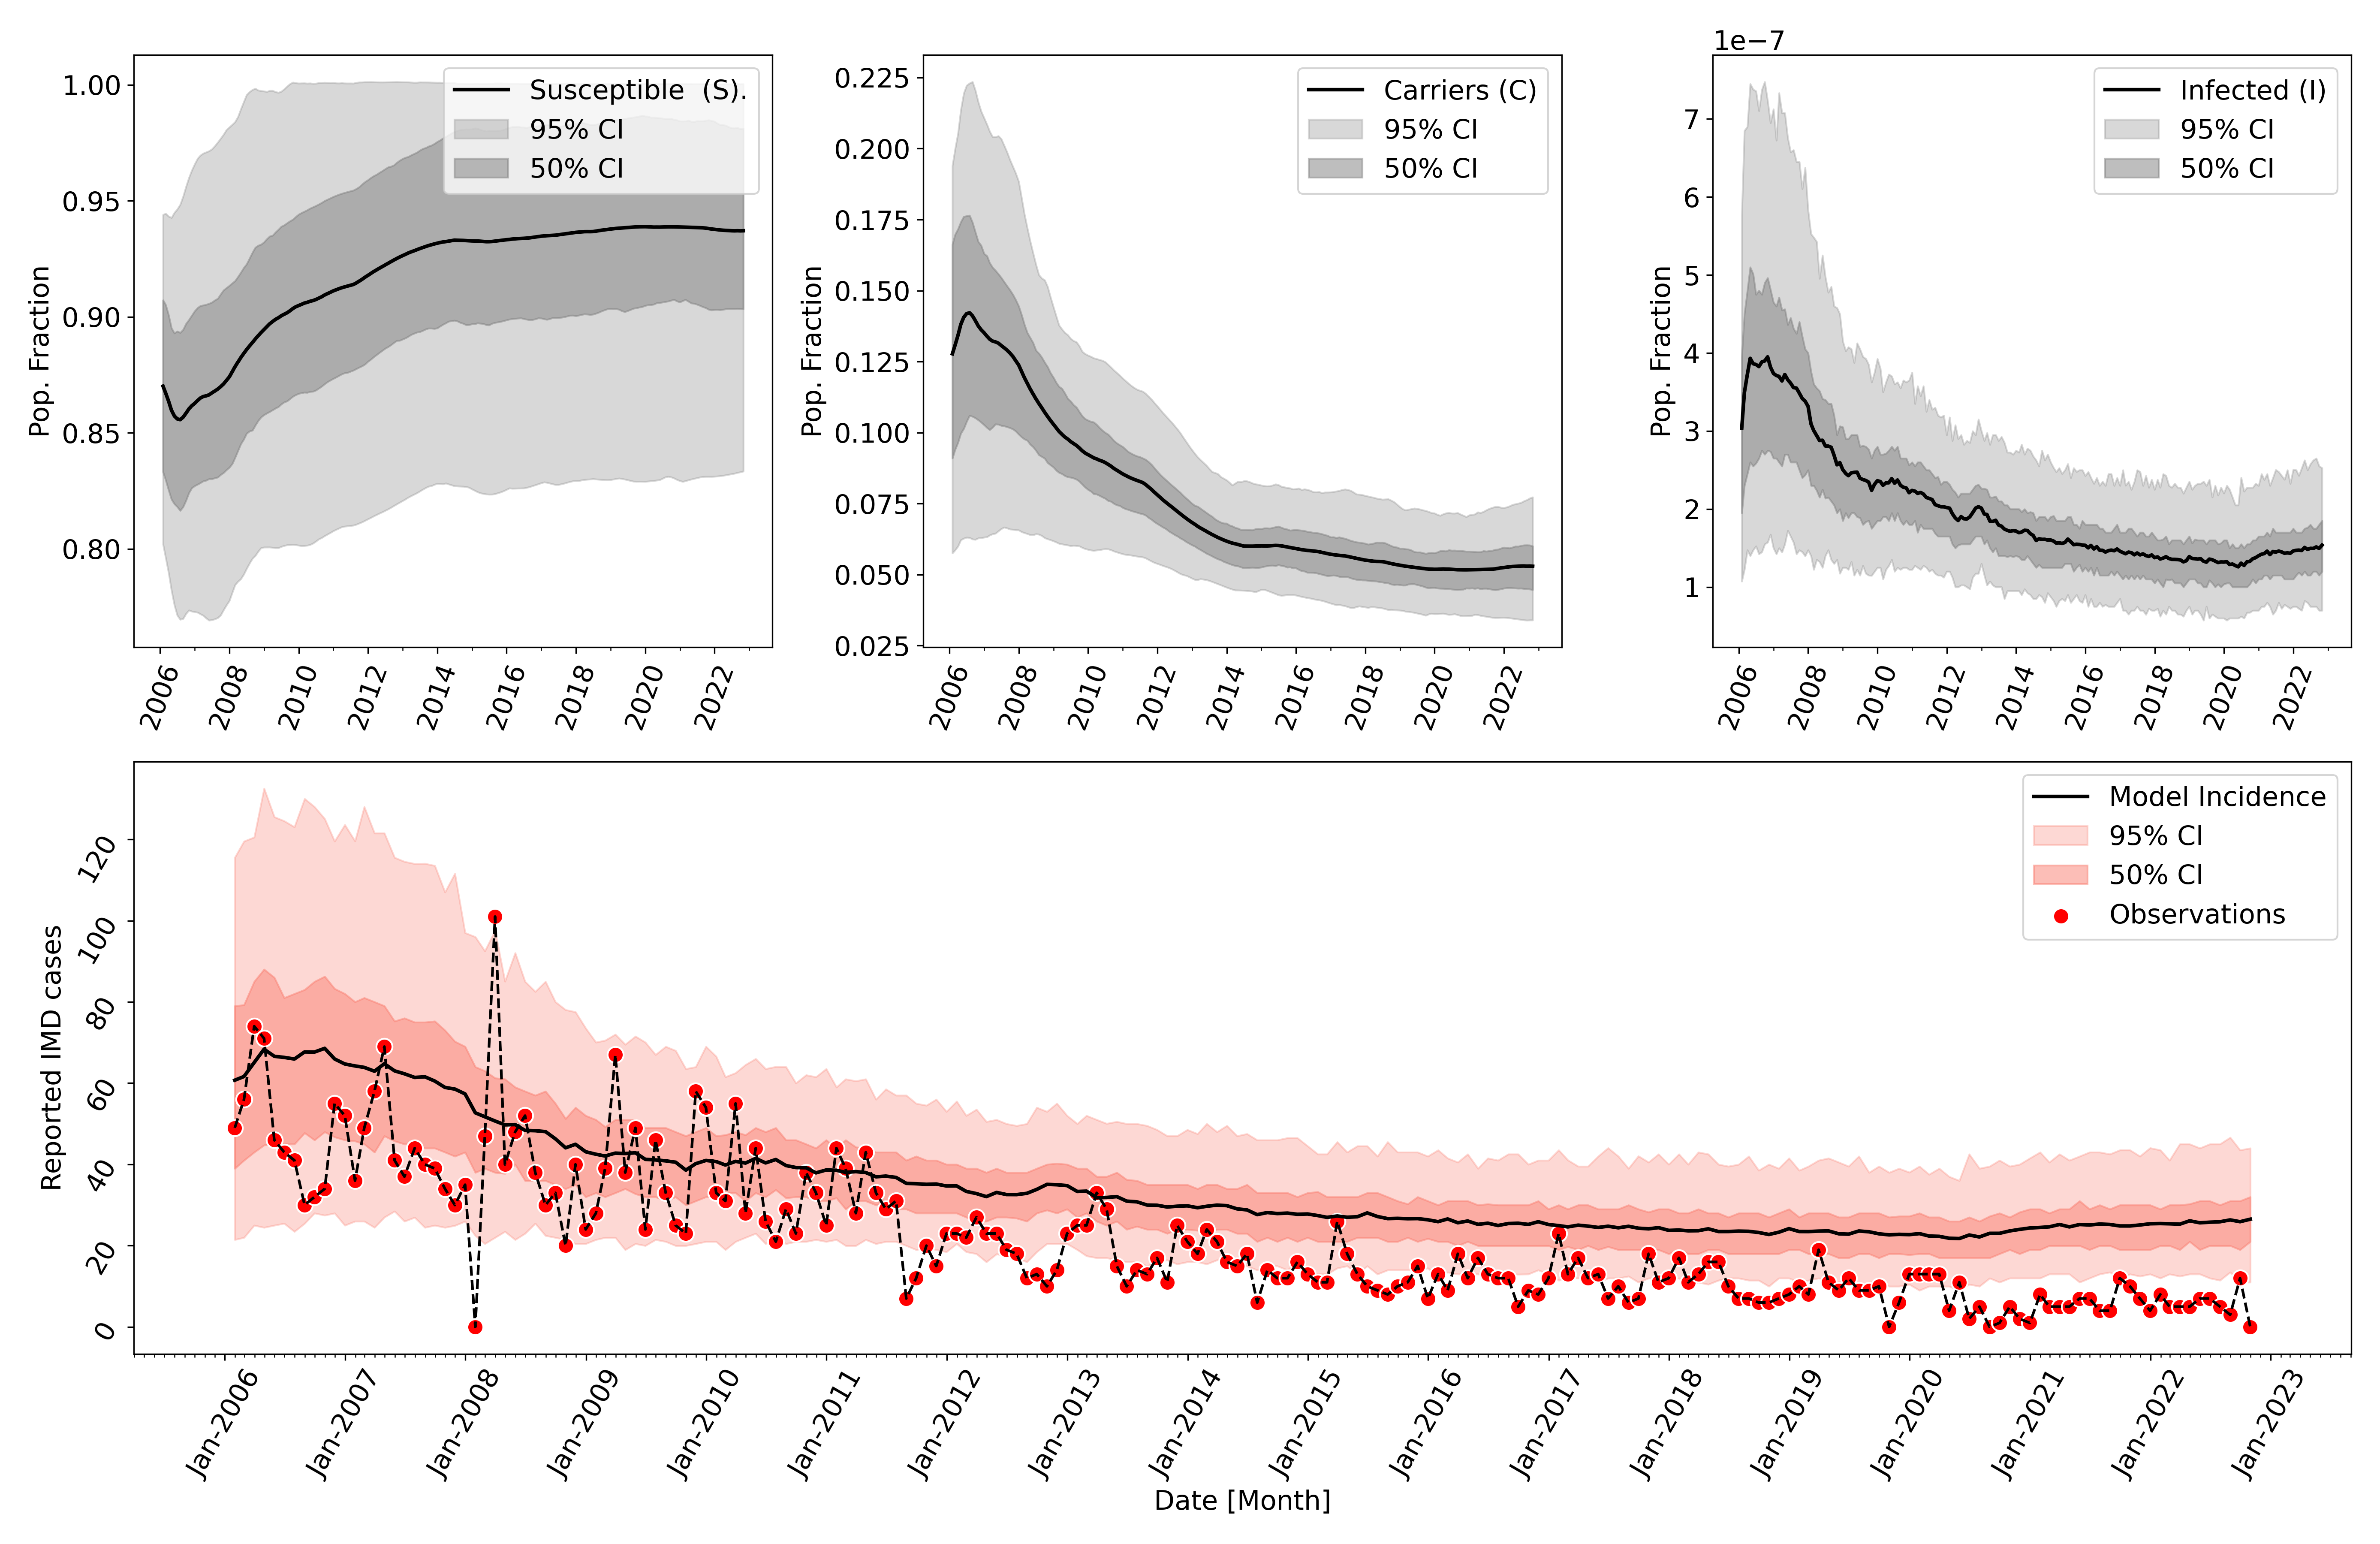 1.00
0.95
0.90
0.85
0.80
Pop. Fraction
Susceptible (S).
95% CI
50% CI
2006 2008 2010 2012 2014 2016 2018 2020 2022
0.225
0.200
0.175
0.150
0.125
0.100
0.075
0.050
0.025
Pop. Fraction
Carriers (C)
95% CI
50% CI
2006 2008 2010 2012 2014 2016 2018 2020 2022
1e−7
7
6
5
4
3
2
1
Pop. Fraction
Infected (I)
95% CI
50% CI
2006 2008 2010 2012 2014 2016 2018 2020 2022
120
100
80
60
40
20
0
Reported IMD cases
Model Incidence
95% CI
50% CI
Observations
Jan-2006 Jan-2007 Jan-2008 Jan-2009 Jan-2010 Jan-2011 Jan-2012 Jan-2013 Jan-2014 Jan-2015 Jan-2016 Jan-2017 Jan-2018 Jan-2019 Jan-2020 Jan-2021 Jan-2022 Jan-2023
Date [Month]